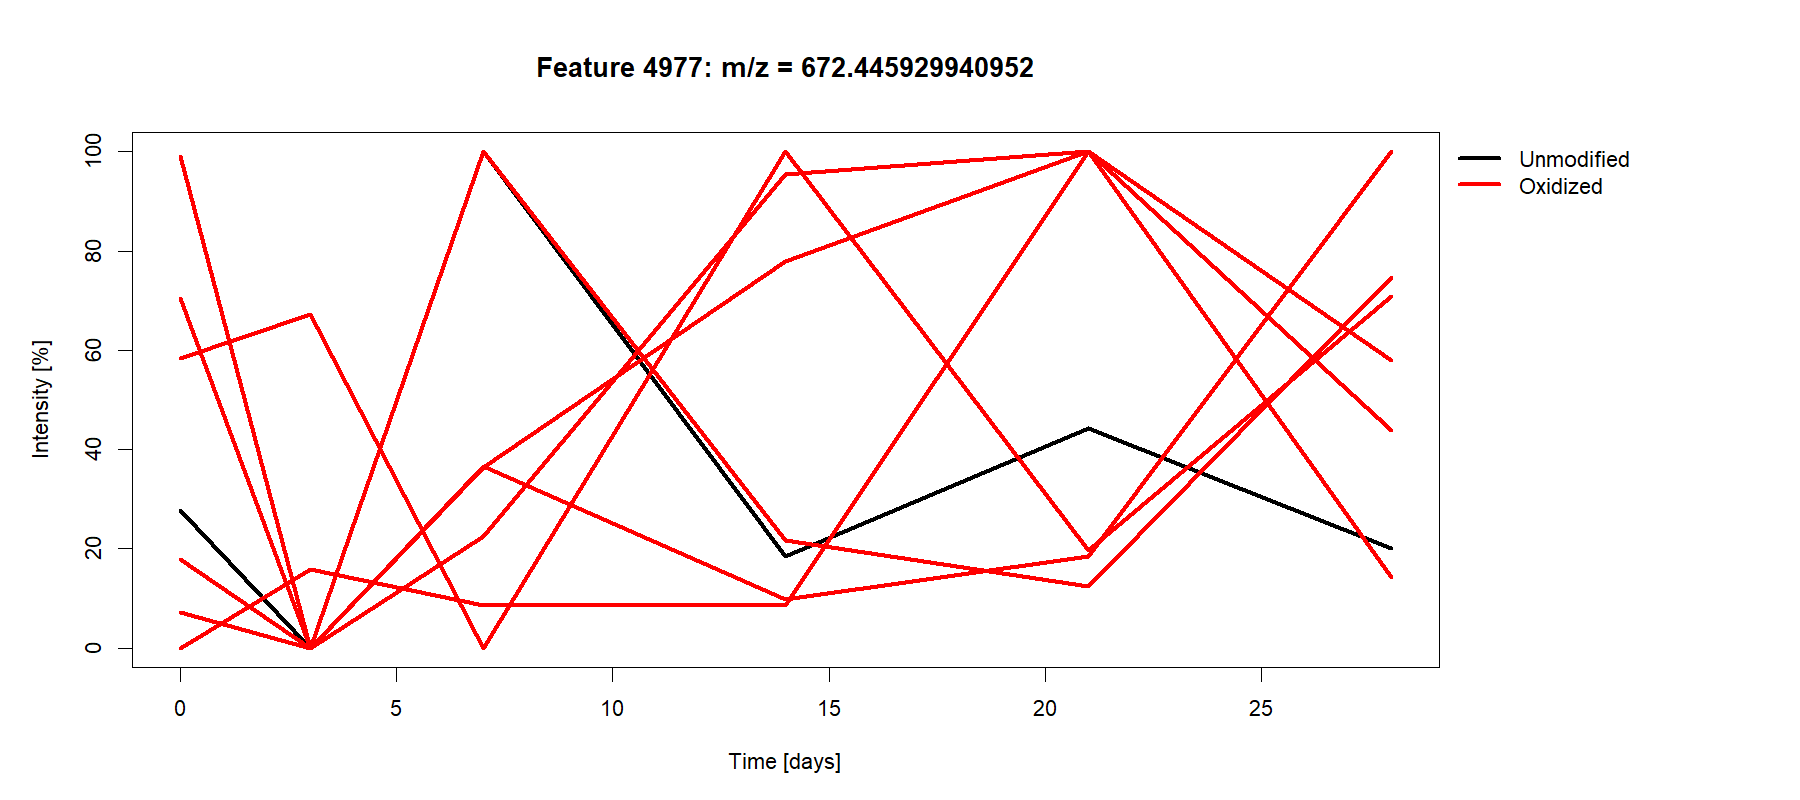 Feature 4977: m/z = 672.445929940952
Unmodified
Oxidized
Intensity [%]
100
80
60
40
20
0
0 5 10 15 20 25
Time [days]